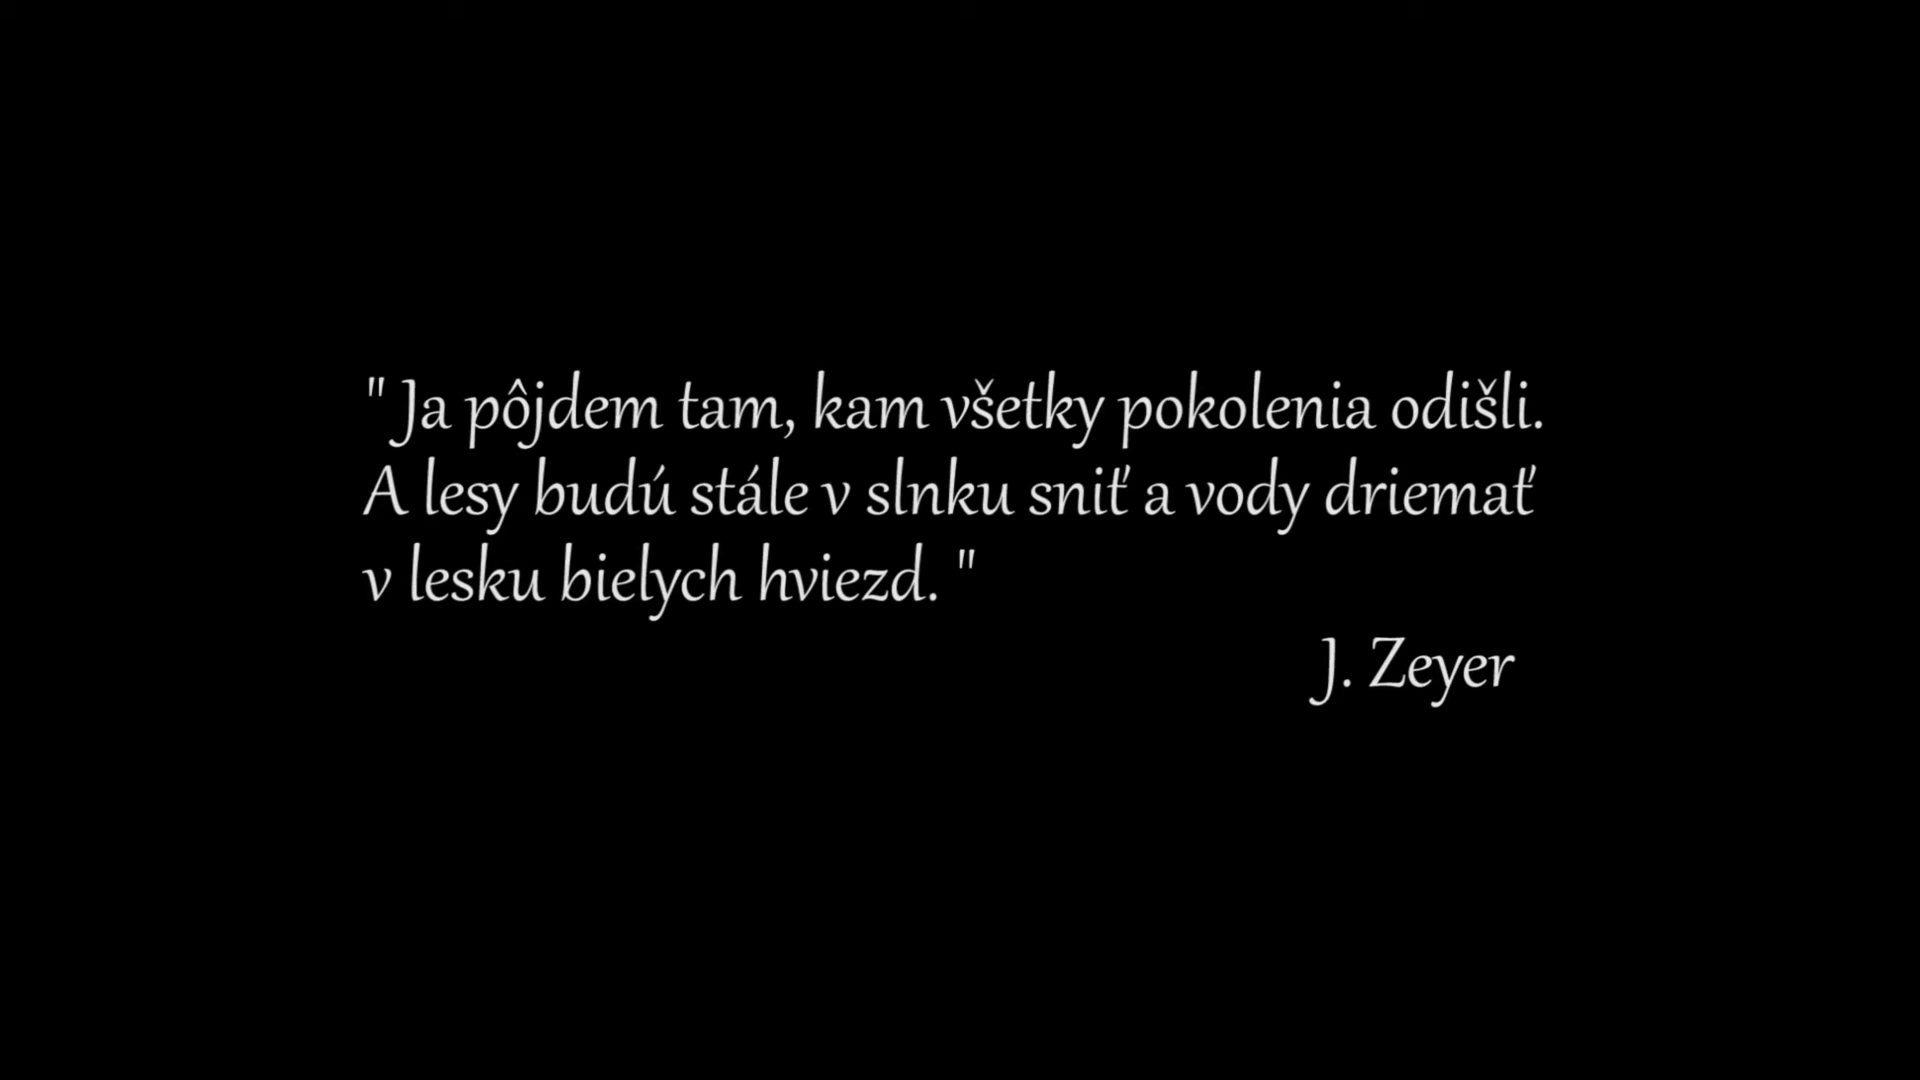 " Ja pôjdem tam, kam všetky pokolenia odišli.
A lesy budú stále v slnku sniť a vody driemať
v lesku bielych hviezd. "
J. Zeyer